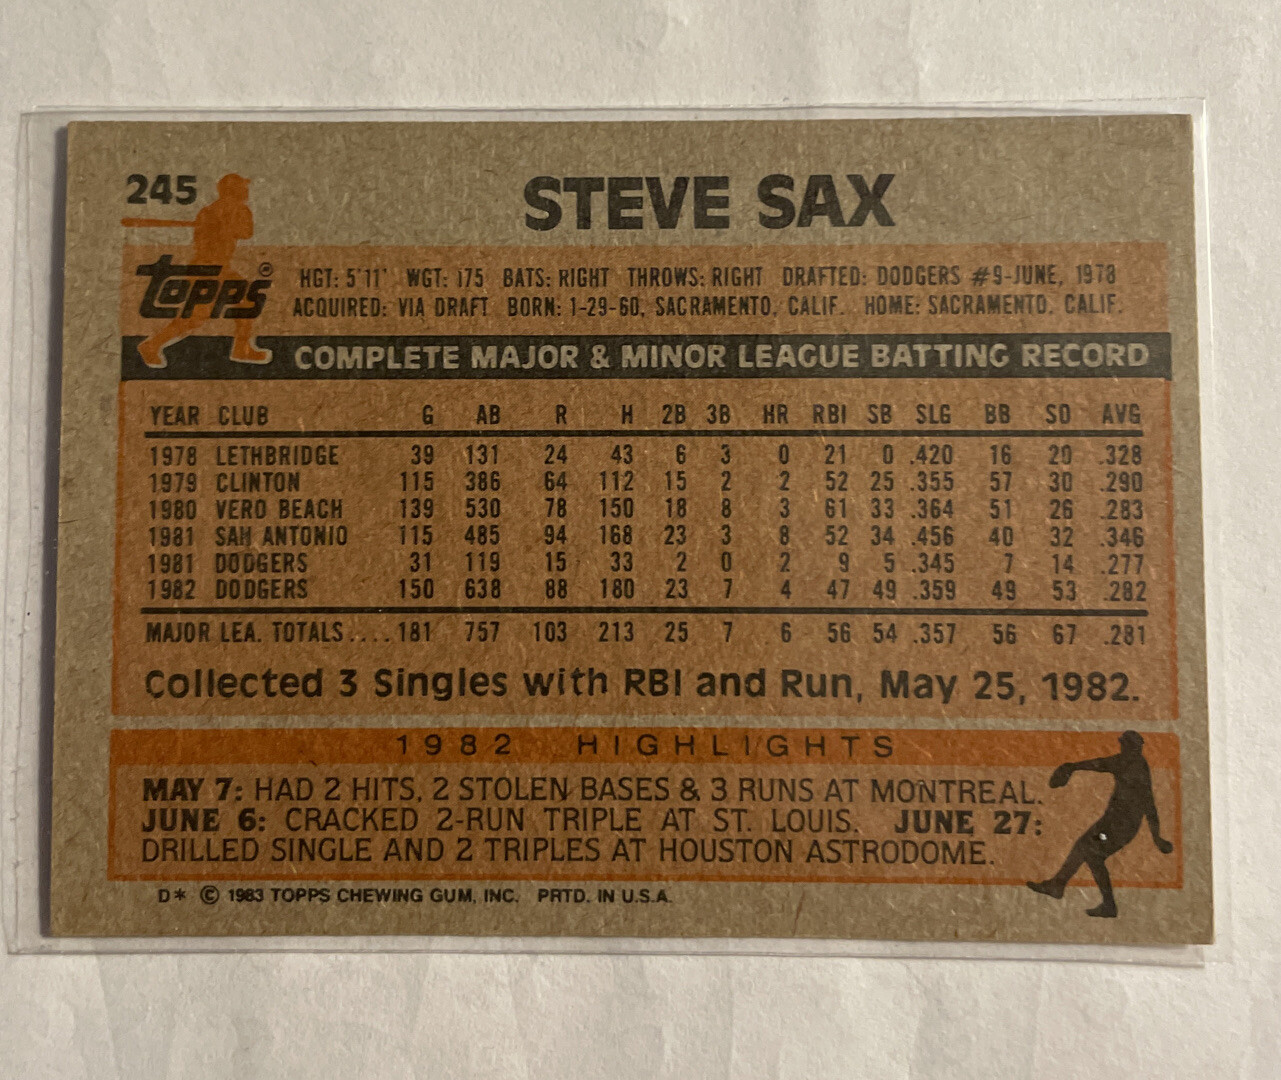 245
STEVE SAX
Topps®
HGT: 5'11' WGT: 175 BATS: RIGHT THROWS: RIGHT DRAFTED: DODGERS #9-JUNE, 1978
ACQUIRED: VIA DRAFT BORN: 1-29-60, SACRAMENTO, CALIF. HOME: SACRAMENTO, CALIF.
COMPLETE MAJOR & MINOR LEAGUE BATTING RECORD
YEAR CLUB G AB R H 2B 3B HR RBI SB SLG BB SO AVG
1978 LETHBRIDGE 39 131 24 43 6 3 0 21 0 .420 16 20 .328
1979 CLINTON 115 386 64 112 15 2 2 52 25 .355 57 30 .290
1980 VERO BEACH 139 530 78 150 18 8 3 61 33 .364 51 26 .283
1981 SAN ANTONIO 115 485 94 168 23 3 8 52 34 .456 40 32 .346
1981 DODGERS 31 119 15 33 2 0 2 9 5 .345 7 14 .277
1982 DODGERS 150 638 88 180 23 7 4 47 49 .359 49 53 .282
MAJOR LEA. TOTALS.... 181 757 103 213 25 7 6 56 54 .357 56 67 .281
Collected 3 Singles with RBI and Run, May 25, 1982.
1982 HIGHLIGHTS
MAY 7: HAD 2 HITS, 2 STOLEN BASES & 3 RUNS AT MONTREAL.
JUNE 6: CRACKED 2-RUN TRIPLE AT ST. LOUIS. JUNE 27:
DRILLED SINGLE AND 2 TRIPLES AT HOUSTON ASTRODOME.
D* © 1983 TOPPS CHEWING GUM, INC. PRTD. IN U.S.A.